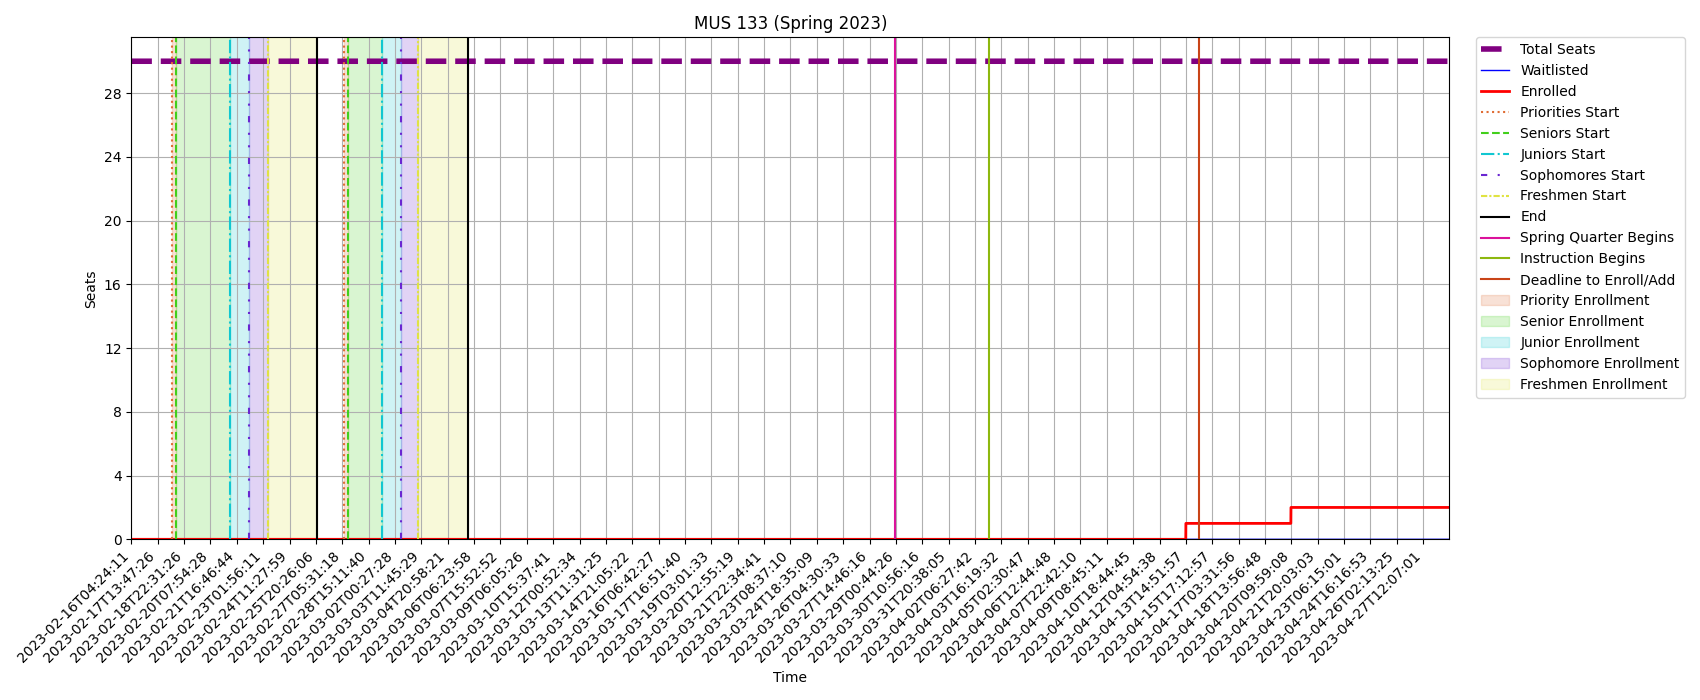 MUS 133 (Spring 2023)
Seats
28
24
20
16
12
8
4
0
2023-02-16T04:24:11
2023-02-17T13:47:26
2023-02-18T22:31:26
2023-02-20T07:54:28
2023-02-21T16:46:44
2023-02-23T01:56:11
2023-02-24T11:27:59
2023-02-25T20:26:06
2023-02-27T05:31:18
2023-02-28T15:11:40
2023-03-02T00:27:28
2023-03-03T11:45:29
2023-03-04T20:58:21
2023-03-06T06:23:58
2023-03-07T15:52:52
2023-03-09T06:05:26
2023-03-10T15:37:41
2023-03-12T00:52:34
2023-03-13T11:31:25
2023-03-14T21:05:22
2023-03-16T06:42:27
2023-03-17T16:51:40
2023-03-19T03:01:33
2023-03-20T12:55:19
2023-03-21T22:34:41
2023-03-23T08:37:10
2023-03-24T18:35:09
2023-03-26T04:30:33
2023-03-27T14:46:16
2023-03-29T00:44:26
2023-03-30T10:56:16
2023-03-31T20:38:05
2023-04-02T06:27:42
2023-04-03T16:19:32
2023-04-05T02:30:47
2023-04-06T12:44:48
2023-04-07T22:42:10
2023-04-09T08:45:11
2023-04-10T18:44:45
2023-04-12T04:54:38
2023-04-13T14:51:57
2023-04-15T17:12:57
2023-04-17T03:31:56
2023-04-18T13:56:48
2023-04-20T09:59:08
2023-04-21T20:03:03
2023-04-23T06:15:01
2023-04-24T16:16:53
2023-04-26T02:13:25
2023-04-27T12:07:01
Time
Total Seats
Waitlisted
Enrolled
Priorities Start
Seniors Start
Juniors Start
Sophomores Start
Freshmen Start
End
Spring Quarter Begins
Instruction Begins
Deadline to Enroll/Add
Priority Enrollment
Senior Enrollment
Junior Enrollment
Sophomore Enrollment
Freshmen Enrollment